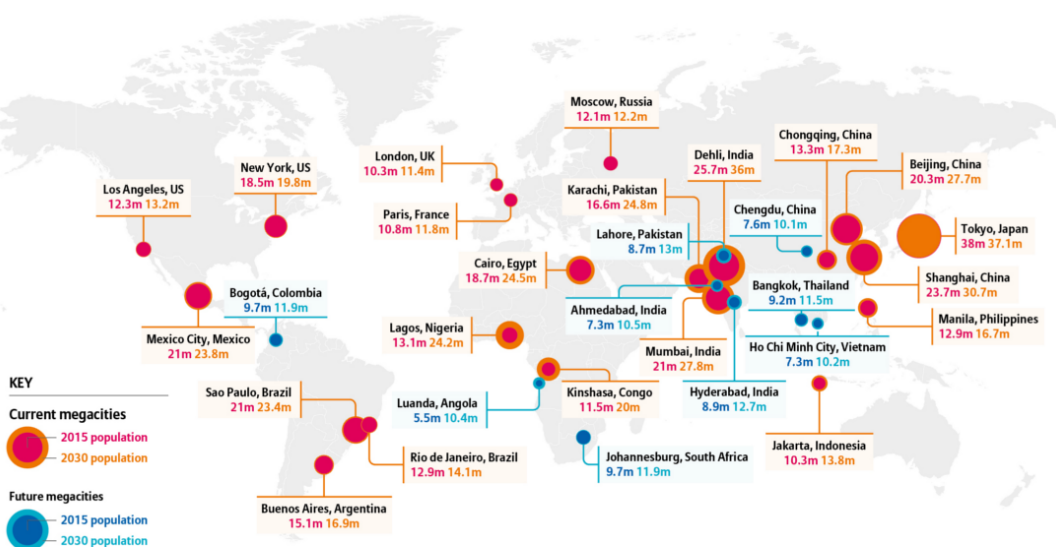 Moscow, Russia
12.1m 12.2m
Chongqing, China
13.3m 17.3m
London, UK
10.3m 11.4m
New York, US
18.5m 19.8m
Dehli, India
25.7m 36m
Beijing, China
20.3m 27.7m
Los Angeles, US
12.3m 13.2m
Karachi, Pakistan
16.6m 24.8m
Paris, France
10.8m 11.8m
Chengdu, China
7.6m 10.1m
Lahore, Pakistan
8.7m 13m
Tokyo, Japan
38m 37.1m
Cairo, Egypt
18.7m 24.5m
Shanghai, China
23.7m 30.7m
Bogotá, Colombia
9.7m 11.9m
Bangkok, Thailand
9.2m 11.5m
Ahmedabad, India
7.3m 10.5m
Manila, Philippines
12.9m 16.7m
Mexico City, Mexico
21m 23.8m
Lagos, Nigeria
13.1m 24.2m
Mumbai, India
21m 27.8m
Ho Chi Minh City, Vietnam
7.3m 10.2m
KEY
Current megacities
2015 population
2030 population
Future megacities
2015 population
2030 population
Sao Paulo, Brazil
21m 23.4m
Luanda, Angola
5.5m 10.4m
Kinshasa, Congo
11.5m 20m
Hyderabad, India
8.9m 12.7m
Rio de Janeiro, Brazil
12.9m 14.1m
Johannesburg, South Africa
9.7m 11.9m
Jakarta, Indonesia
10.3m 13.8m
Buenos Aires, Argentina
15.1m 16.9m